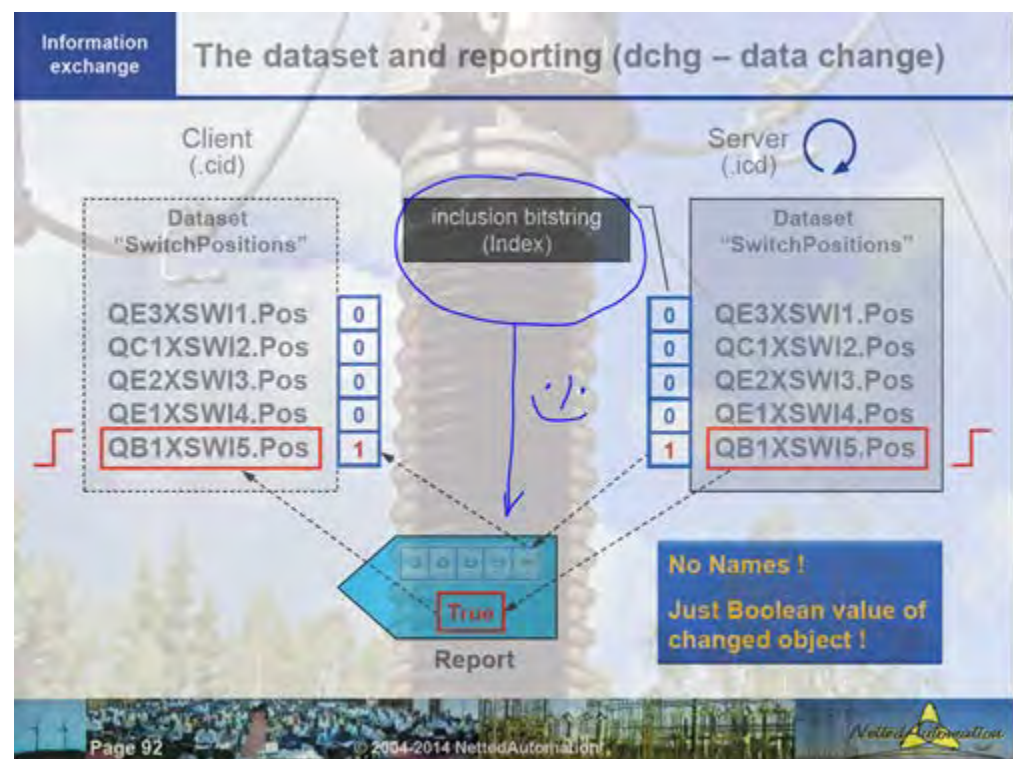 Information
exchange
The dataset and reporting (dchg – data change)
Client
(.cid)
Server
(.icd)
Dataset
"SwitchPositions"
inclusion bitstring
(Index)
Dataset
"SwitchPositions"
QE3XSWI1.Pos 0
QC1XSWI2.Pos 0
QE2XSWI3.Pos 0
QE1XSWI4.Pos 0
QB1XSWI5.Pos 1
0 QE3XSWI1.Pos
0 QC1XSWI2.Pos
0 QE2XSWI3.Pos
0 QE1XSWI4.Pos
1 QB1XSWI5.Pos
True
Report
No Names !
Just Boolean value of
changed object !
Page 92
© 2004-2014 NettedAutomation
NettedAutomation